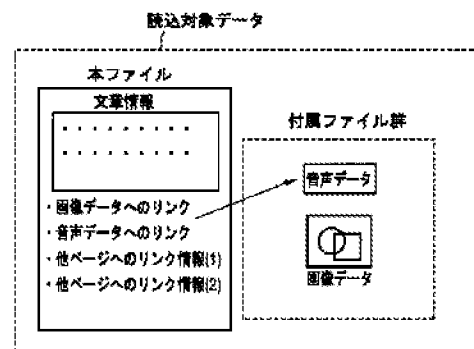 読込対象データ
本ファイル
文章情報
・画像データへのリンク
・音声データへのリンク
・他ページへのリンク情報(1)
・他ページへのリンク情報(2)
付属ファイル群
音声データ
画像データ